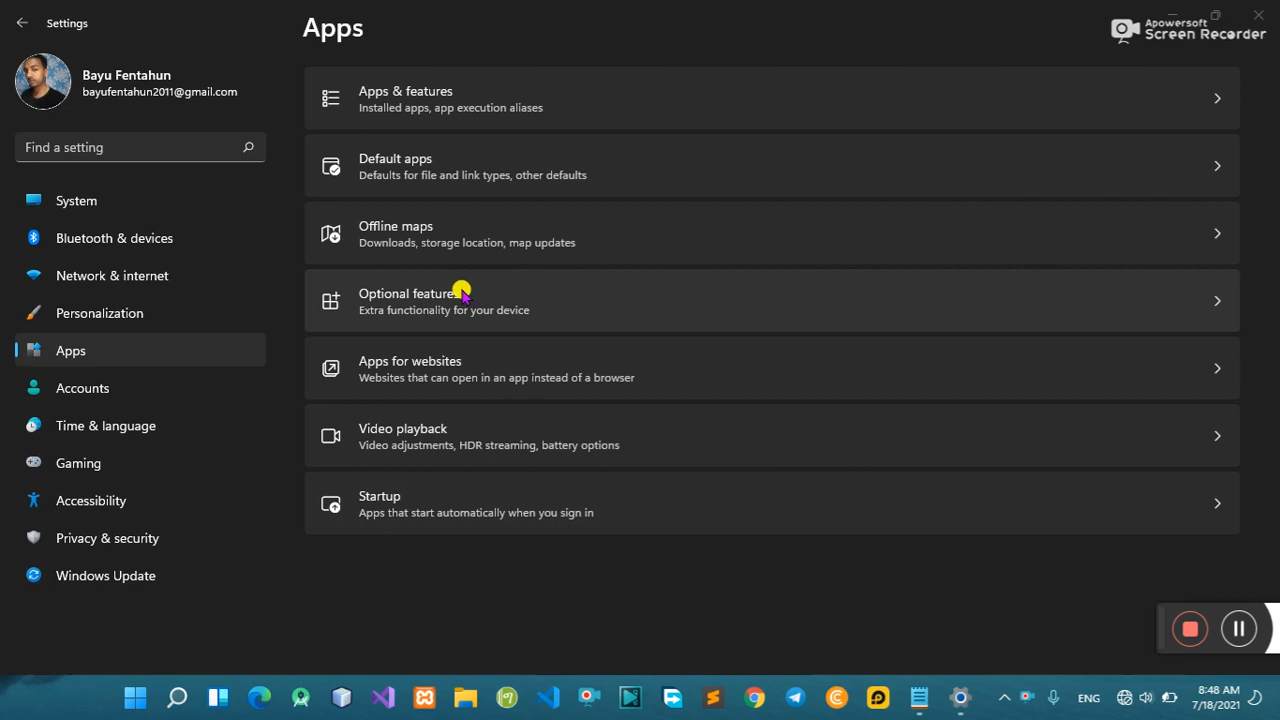 Settings
Apps
Apowersoft
Screen Recorder
Bayu Fentahun
bayufentahun2011@gmail.com
Find a setting
System
Bluetooth & devices
Network & internet
Personalization
Apps
Accounts
Time & language
Gaming
Accessibility
Privacy & security
Windows Update
Apps & features
Installed apps, app execution aliases
Default apps
Defaults for file and link types, other defaults
Offline maps
Downloads, storage location, map updates
Optional features
Extra functionality for your device
Apps for websites
Websites that can open in an app instead of a browser
Video playback
Video adjustments, HDR streaming, battery options
Startup
Apps that start automatically when you sign in
ENG
8:48 AM
7/18/2021